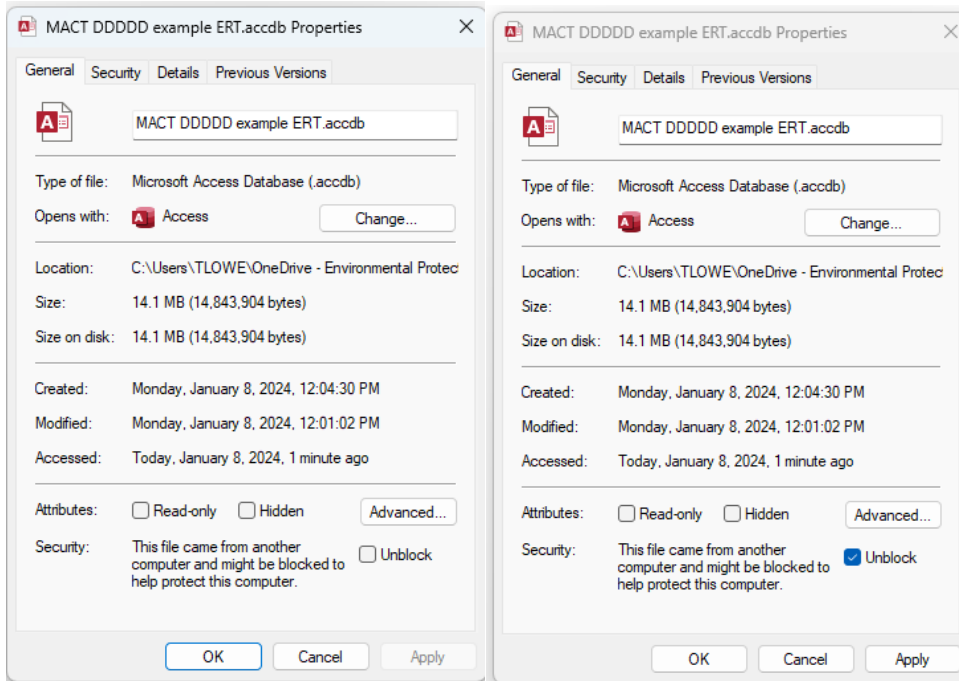 MACT DDDDD example ERT.accdb Properties
General Security Details Previous Versions
MACT DDDDD example ERT.accdb
Type of file: Microsoft Access Database (.accdb)
Opens with: Access Change...
Location: C:\Users\TLOWE\OneDrive - Environmental Protec
Size: 14.1 MB (14,843,904 bytes)
Size on disk: 14.1 MB (14,843,904 bytes)
Created: Monday, January 8, 2024, 12:04:30 PM
Modified: Monday, January 8, 2024, 12:01:02 PM
Accessed: Today, January 8, 2024, 1 minute ago
Attributes: Read-only Hidden Advanced...
Security: This file came from another
computer and might be blocked to
help protect this computer.
Unblock
OK Cancel Apply
MACT DDDDD example ERT.accdb Properties
General Security Details Previous Versions
MACT DDDDD example ERT.accdb
Type of file: Microsoft Access Database (.accdb)
Opens with: Access Change...
Location: C:\Users\TLOWE\OneDrive - Environmental Protec
Size: 14.1 MB (14,843,904 bytes)
Size on disk: 14.1 MB (14,843,904 bytes)
Created: Monday, January 8, 2024, 12:04:30 PM
Modified: Monday, January 8, 2024, 12:01:02 PM
Accessed: Today, January 8, 2024, 1 minute ago
Attributes: Read-only Hidden Advanced...
Security: This file came from another
computer and might be blocked to
help protect this computer.
Unblock
OK Cancel Apply